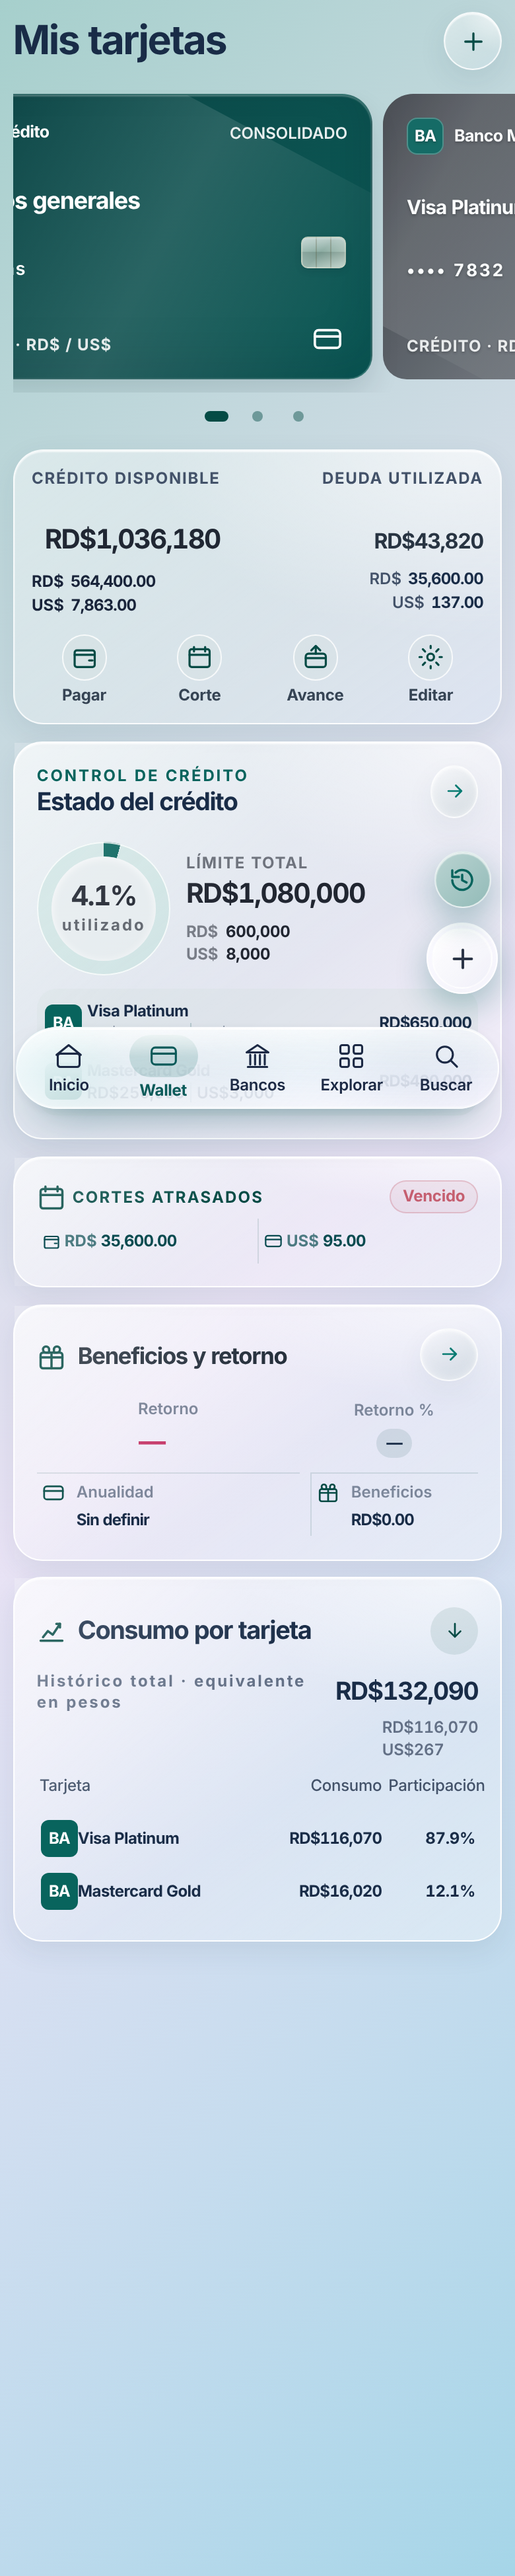 Mis tarjetas
édito
CONSOLIDADO
BA
Banco M
s generales
Visa Platinu
s
•••• 7832
· RD$ / US$
CRÉDITO · RD
CRÉDITO DISPONIBLE
DEUDA UTILIZADA
RD$1,036,180
RD$43,820
RD$ 564,400.00
RD$ 35,600.00
US$ 7,863.00
US$ 137.00
Pagar
Corte
Avance
Editar
CONTROL DE CRÉDITO
Estado del crédito
4.1%
utilizado
LÍMITE TOTAL
RD$1,080,000
RD$ 600,000
US$ 8,000
BA
Visa Platinum
RD$650,000
Mastercard Gold
Inicio
Wallet
Bancos
Explorar
Buscar
US$3,000
CORTES ATRASADOS
Vencido
RD$ 35,600.00
US$ 95.00
Beneficios y retorno
Retorno
Retorno %
—
—
Anualidad
Beneficios
Sin definir
RD$0.00
Consumo por tarjeta
Histórico total · equivalente
en pesos
RD$132,090
RD$116,070
US$267
Tarjeta
Consumo
Participación
BA
Visa Platinum
RD$116,070
87.9%
BA
Mastercard Gold
RD$16,020
12.1%